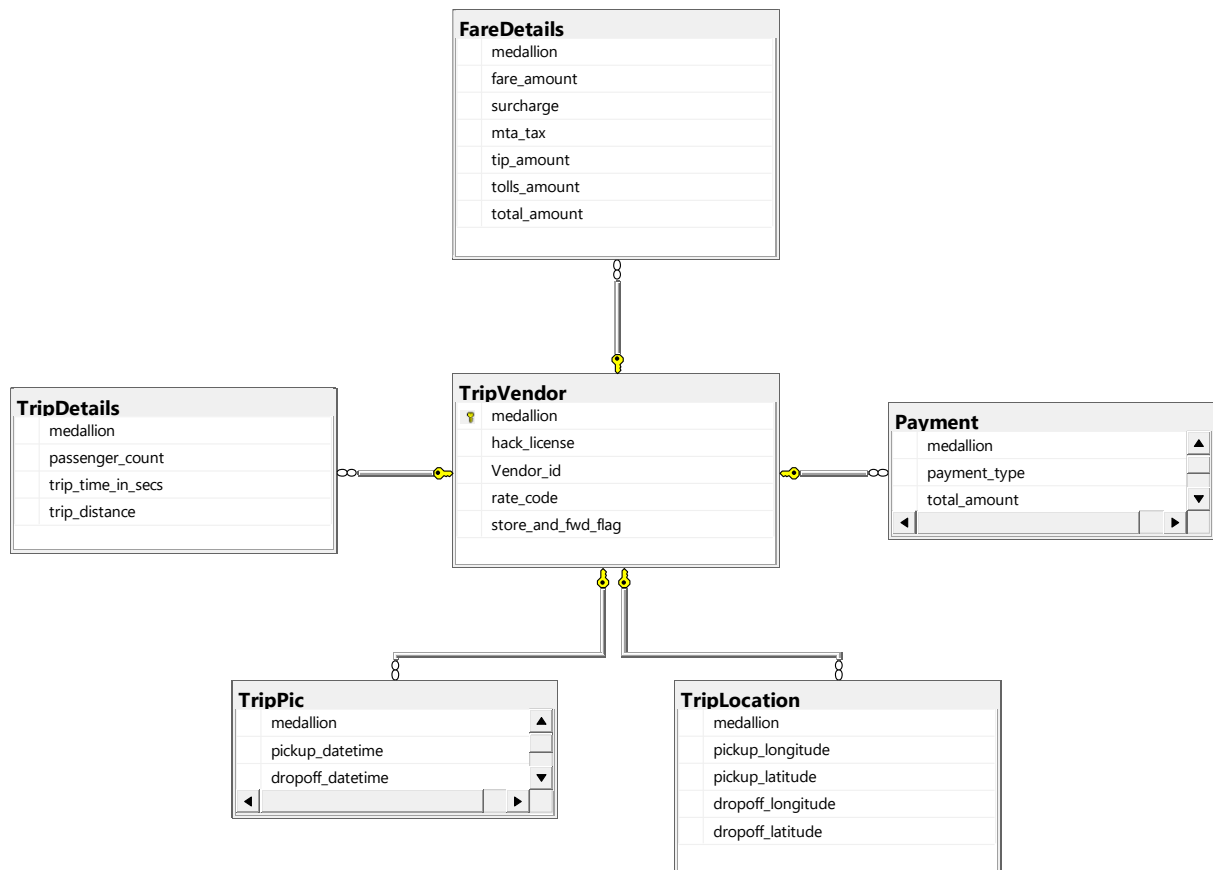 FareDetails
medallion
fare_amount
surcharge
mta_tax
tip_amount
tolls_amount
total_amount
TripDetails
medallion
passenger_count
trip_time_in_secs
trip_distance
TripVendor
medallion
hack_license
Vendor_id
rate_code
store_and_fwd_flag
Payment
medallion
payment_type
total_amount
TripPic
medallion
pickup_datetime
dropoff_datetime
TripLocation
medallion
pickup_longitude
pickup_latitude
dropoff_longitude
dropoff_latitude